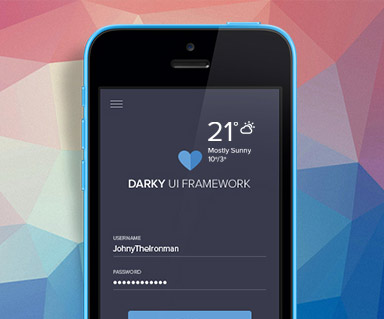 21°
Mostly Sunny
10°/3°
DARKY UI FRAMEWORK
USERNAME
JohnyTheIronman
PASSWORD
••••••••••••